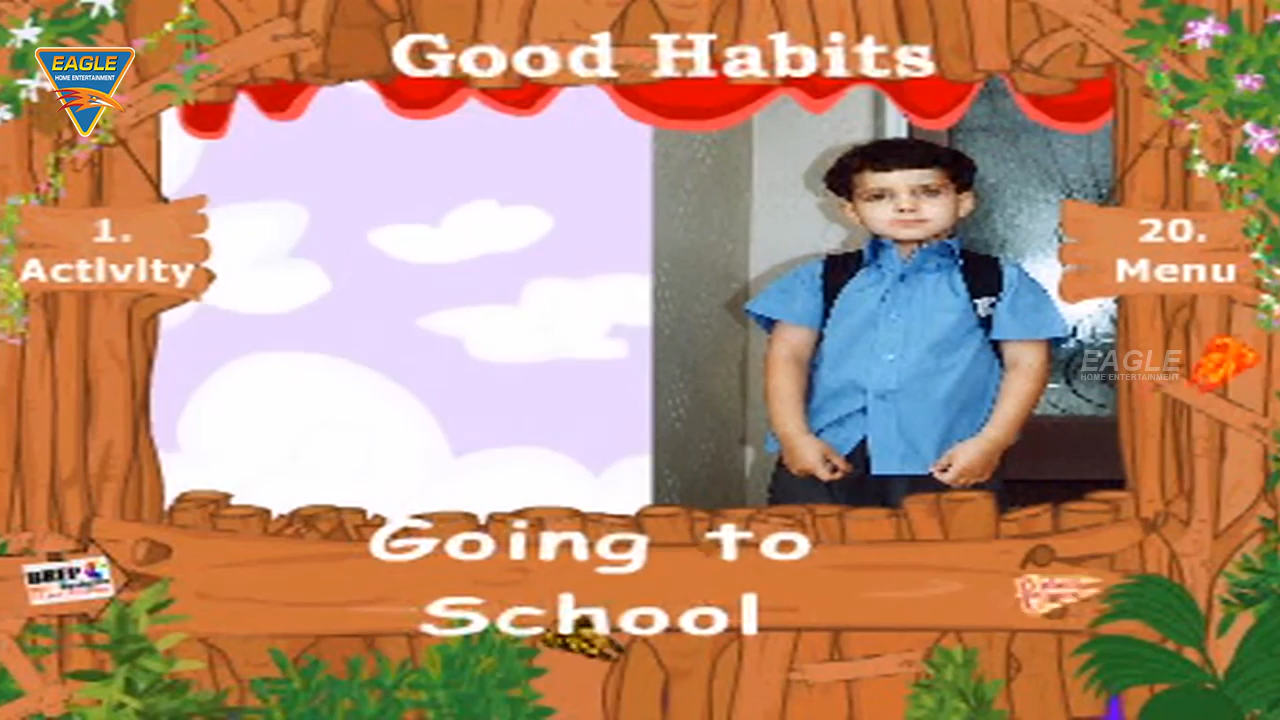 EAGLE
HOME ENTERTAINMENT
Good Habits
1.
Activity
20.
Menu
EAGLE
HOME ENTERTAINMENT
Going to
School